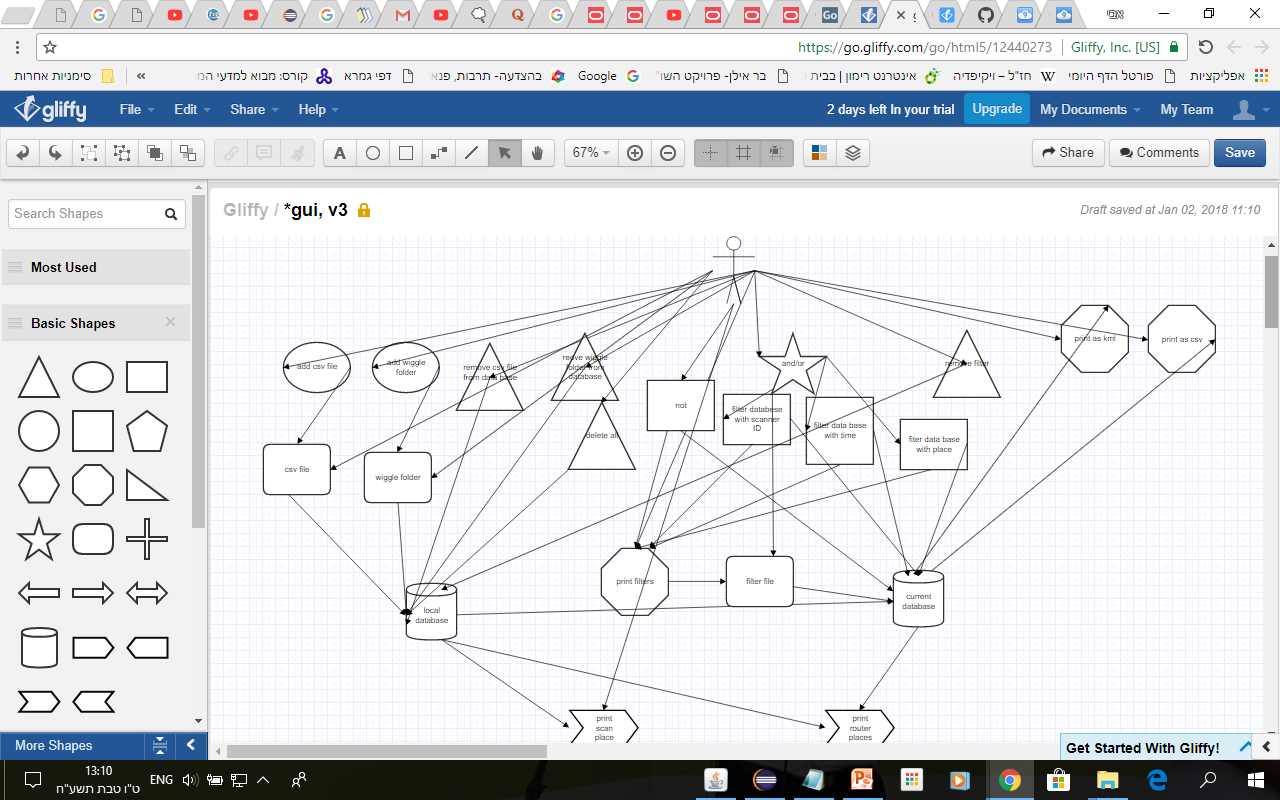 אפי
https://go.gliffy.com/go/html5/12440273
Gliffy, Inc. [US]
אפליקציות
פורטל הדף היומי
חז"ל – ויקיפדיה
אינטרנט רימון | בבית
בר אילן- פרויקט השו"
Google
בהצדעה- תרבות, פנא
דפי גמרא
קורס: מבוא למדעי המ
»
סימניות אחרות
gliffy
File
Edit
Share
Help
2 days left In your trial
Upgrade
My Documents
My Team
A
67%
Share
Comments
Save
Search Shapes
Most Used
Basic Shapes
More Shapes
Gliffy / *gui, v3
Draft saved at Jan 02, 2018 11:10
add csv file
add wiggle
folder
remove csv file
from data base
reove wiggle
folder from
database
delete all
not
and/or
filter databese
with scanner
ID
filter data base
with time
fiter data base
with place
remove filter
print as kml
print as csv
csv file
wiggle folder
print filters
filter file
local
database
current
database
print
scan
place
print
router
places
Get Started With Gliffy!
13:10
ט"ו טבת תשע"ח
ENG